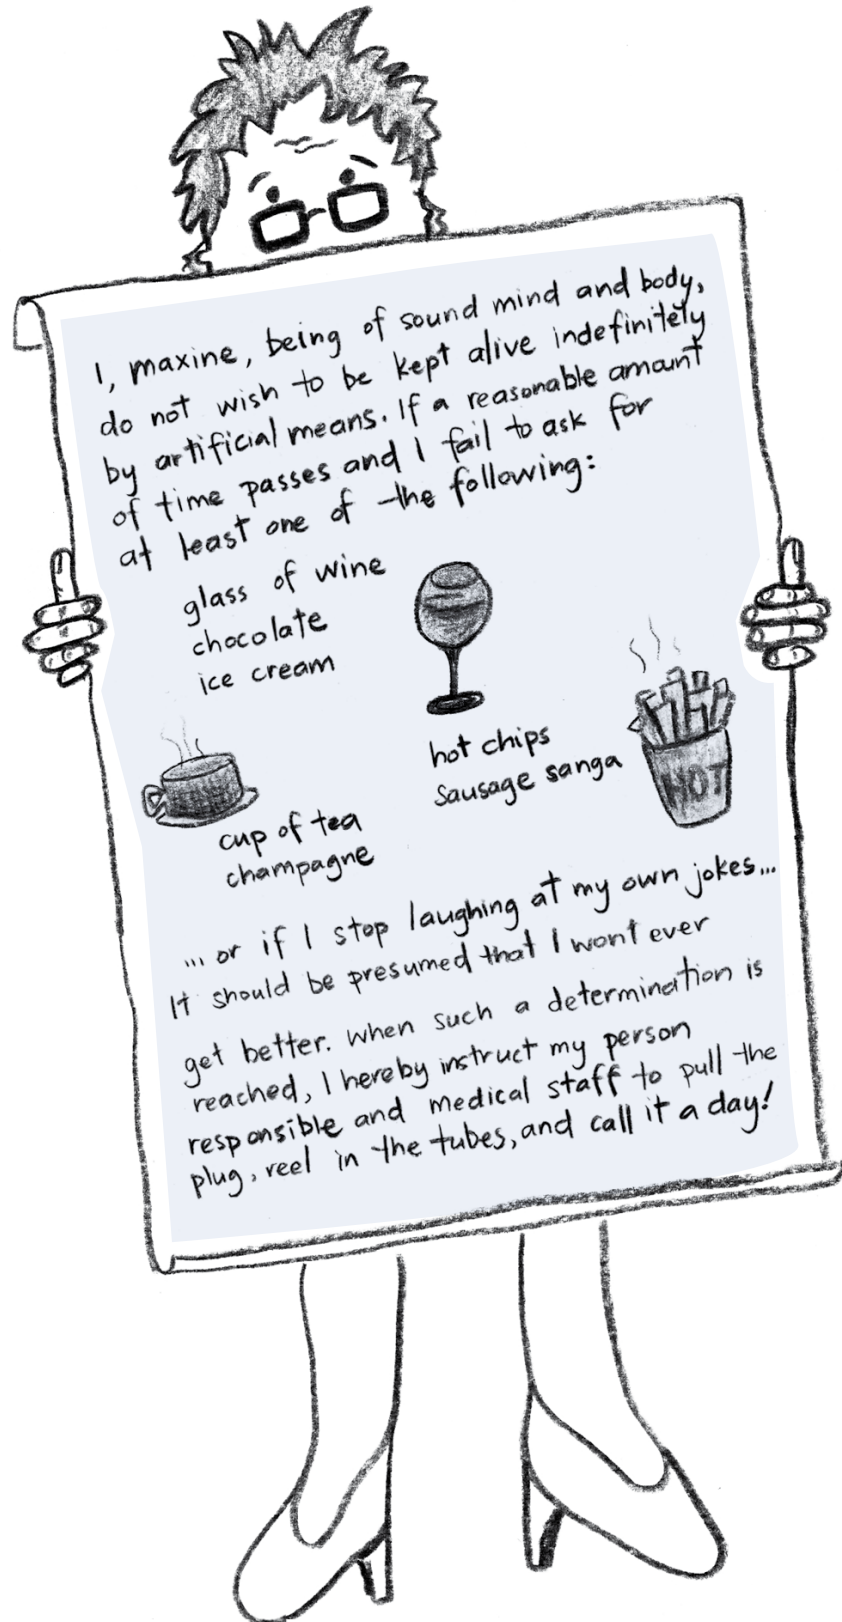 I, maxine, being of sound mind and body,
do not wish to be kept alive indefinitely
by artificial means. If a reasonable amount
of time passes and I fail to ask for
at least one of the following:
glass of wine
chocolate
ice cream
hot chips
Sausage sanga
HOT
cup of tea
champagne
... or if I stop laughing at my own jokes...
It should be presumed that I wont ever
get better. When such a determination is
reached, I hereby instruct my person
responsible and medical staff to pull the
plug, reel in the tubes, and call it a day!